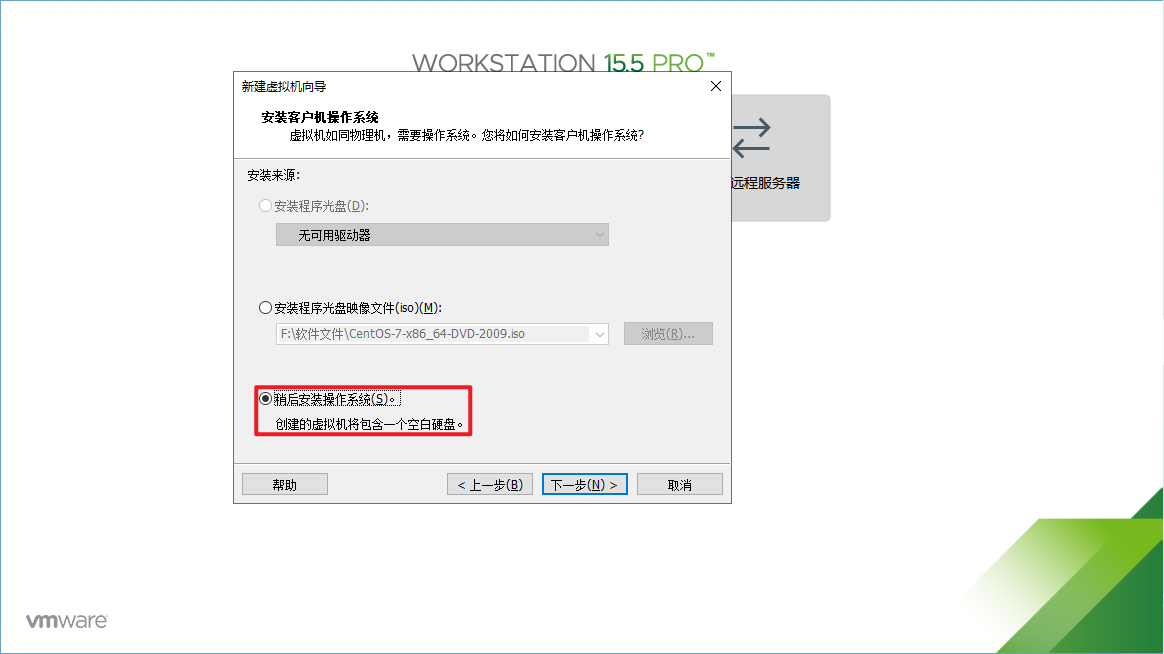 WORKSTATION 15.5 PRO™
新建虚拟机向导
安装客户机操作系统
虚拟机如同物理机，需要操作系统。您将如何安装客户机操作系统?
远程服务器
安装来源:
安装程序光盘(D):
无可用驱动器
安装程序光盘映像文件(iso)(M):
F:\软件文件\CentOS-7-x86_64-DVD-2009.iso
浏览(R)...
稍后安装操作系统(S)。
创建的虚拟机将包含一个空白硬盘。
帮助
< 上一步(B)
下一步(N) >
取消
vmware